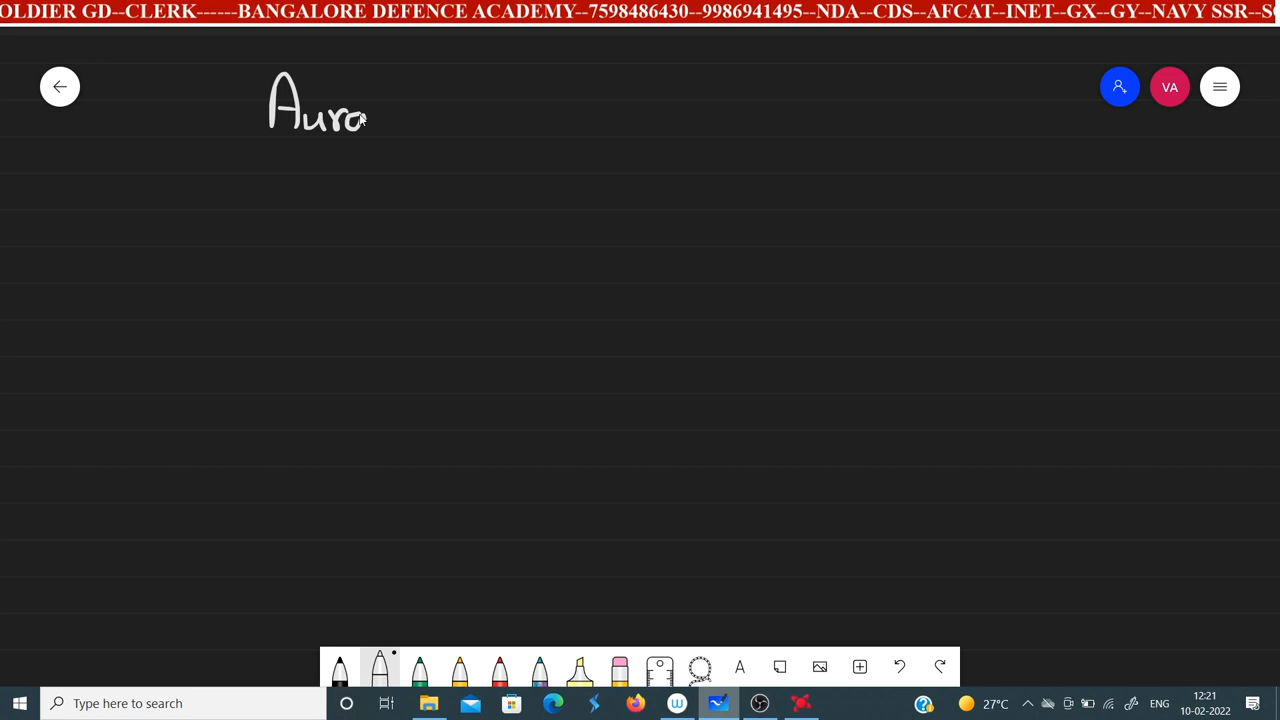 OLDIER GD--CLERK------BANGALORE DEFENCE ACADEMY--7598486430--9986941495--NDA--CDS--AFCAT--INET--GX--GY--NAVY SSR--S
Aura
VA
A
Type here to search
27°C
ENG
12:21
10-02-2022